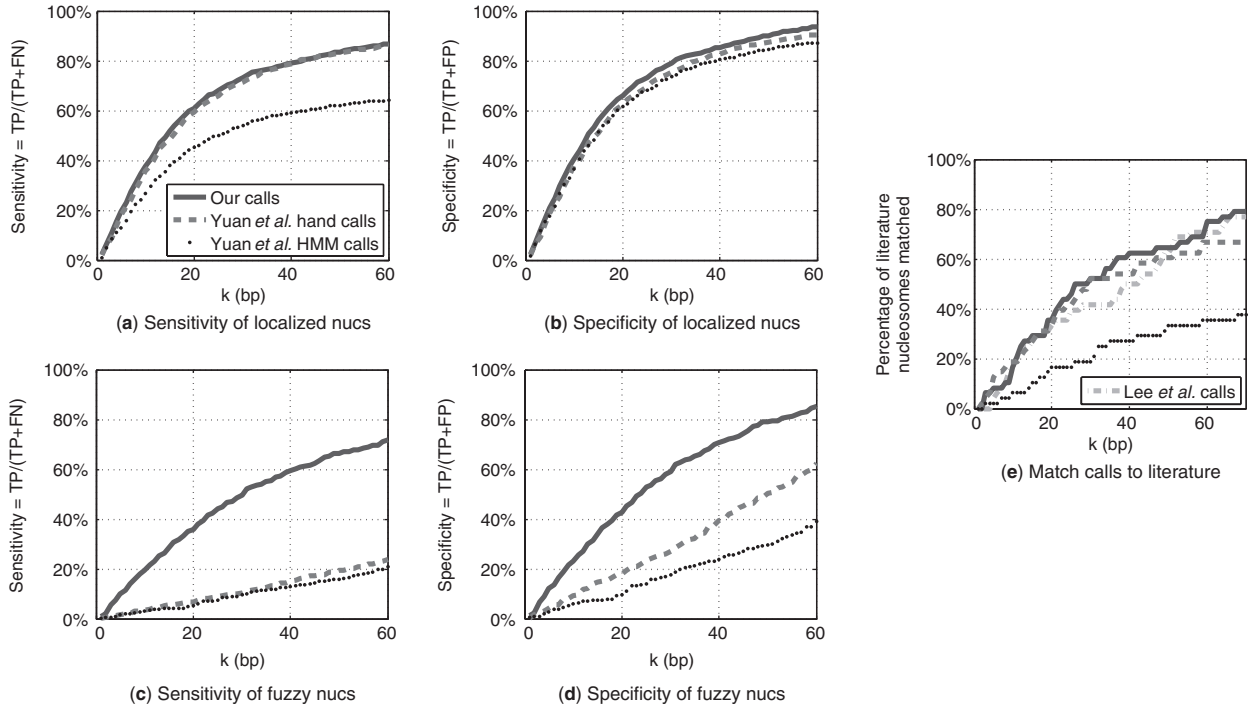 100%
80%
60%
40%
20%
0%
Sensitivity = TP/(TP+FN)
Our calls
Yuan et al. hand calls
Yuan et al. HMM calls
0 20 40 60
k (bp)
(a) Sensitivity of localized nucs
100%
80%
60%
40%
20%
0%
Specificity = TP/(TP+FP)
0 20 40 60
k (bp)
(b) Specificity of localized nucs
100%
80%
60%
40%
20%
0%
Sensitivity = TP/(TP+FN)
0 20 40 60
k (bp)
(c) Sensitivity of fuzzy nucs
100%
80%
60%
40%
20%
0%
Specificity = TP/(TP+FP)
0 20 40 60
k (bp)
(d) Specificity of fuzzy nucs
100%
80%
60%
40%
20%
0%
Percentage of literature
nucleosomes matched
Lee et al. calls
0 20 40 60
k (bp)
(e) Match calls to literature